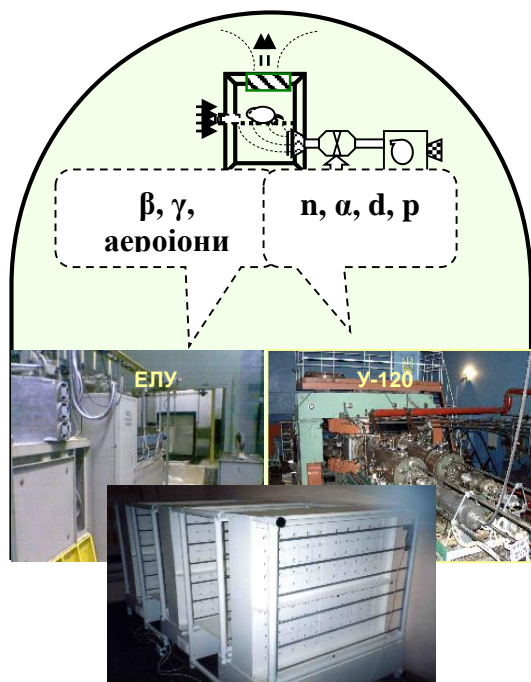 β, γ,
аероіони
n, α, d, p
ЕЛУ
У-120